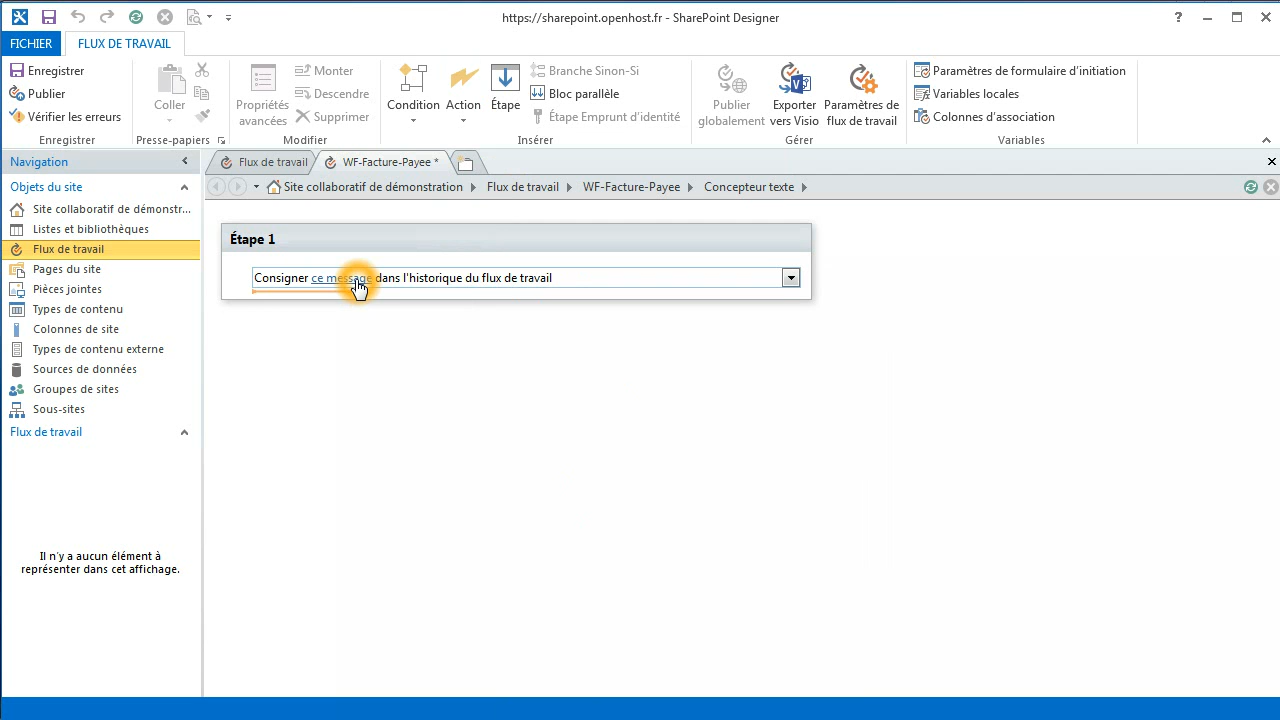 https://sharepoint.openhost.fr - SharePoint Designer
?
FICHIER
FLUX DE TRAVAIL
Enregistrer
Publier
Vérifier les erreurs
Enregistrer
Coller
Presse-papiers
Propriétés avancées
Monter
Descendre
Supprimer
Modifier
Condition
Action
Étape
Branche Sinon-Si
Bloc parallèle
Étape Emprunt d'identité
Insérer
Publier globalement
Exporter vers Visio
Paramètres de flux de travail
Gérer
Paramètres de formulaire d'initiation
Variables locales
Colonnes d'association
Variables
Navigation
Flux de travail
WF-Facture-Payee *
Site collaboratif de démonstration
Flux de travail
WF-Facture-Payee
Concepteur texte
Objets du site
Site collaboratif de démonstr...
Listes et bibliothèques
Flux de travail
Pages du site
Pièces jointes
Types de contenu
Colonnes de site
Types de contenu externe
Sources de données
Groupes de sites
Sous-sites
Flux de travail
Il n'y a aucun élément à
représenter dans cet affichage.
Étape 1
Consigner ce message dans l'historique du flux de travail